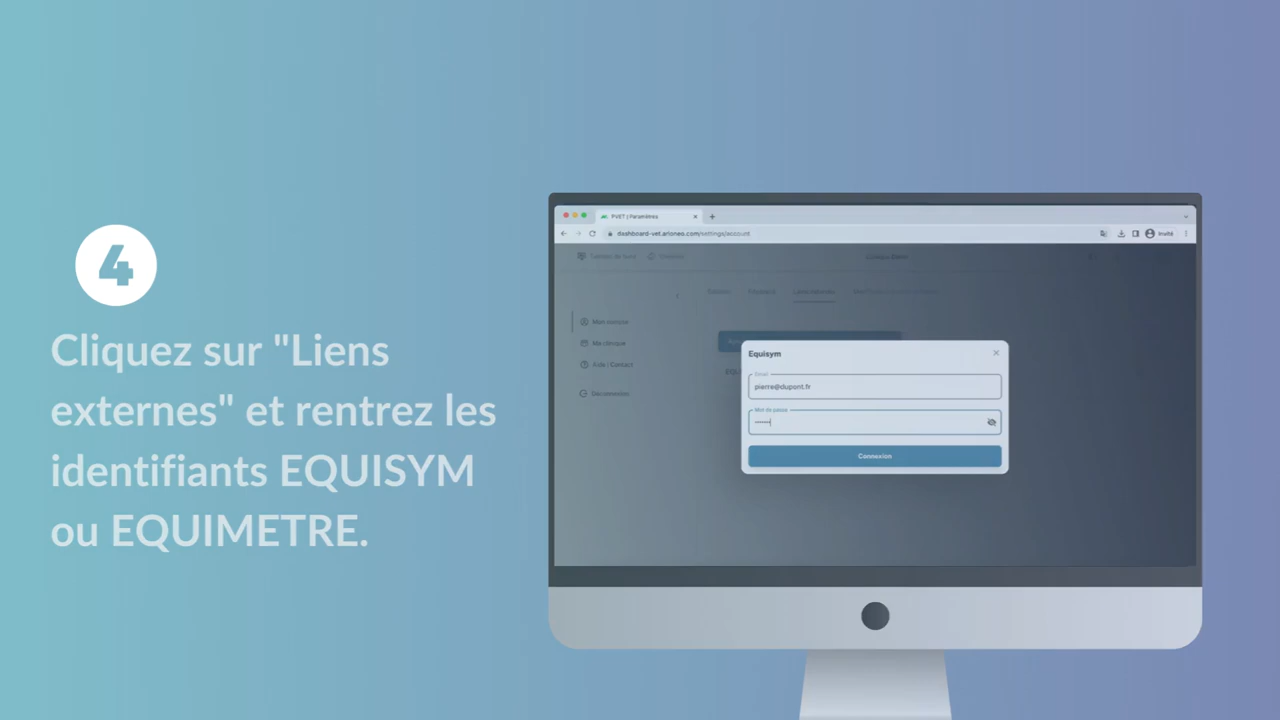 4
Cliquez sur "Liens
externes" et rentrez les
identifiants EQUISYM
ou EQUIMETRE.
PVET | Paramètres
dashboard-vet.arioneo.com/settings/account
Invité
Mon compte
Ma clinique
Aide | Contact
Déconnexion
Equisym
Email
pierre@dupont.fr
Mot de passe
Connexion